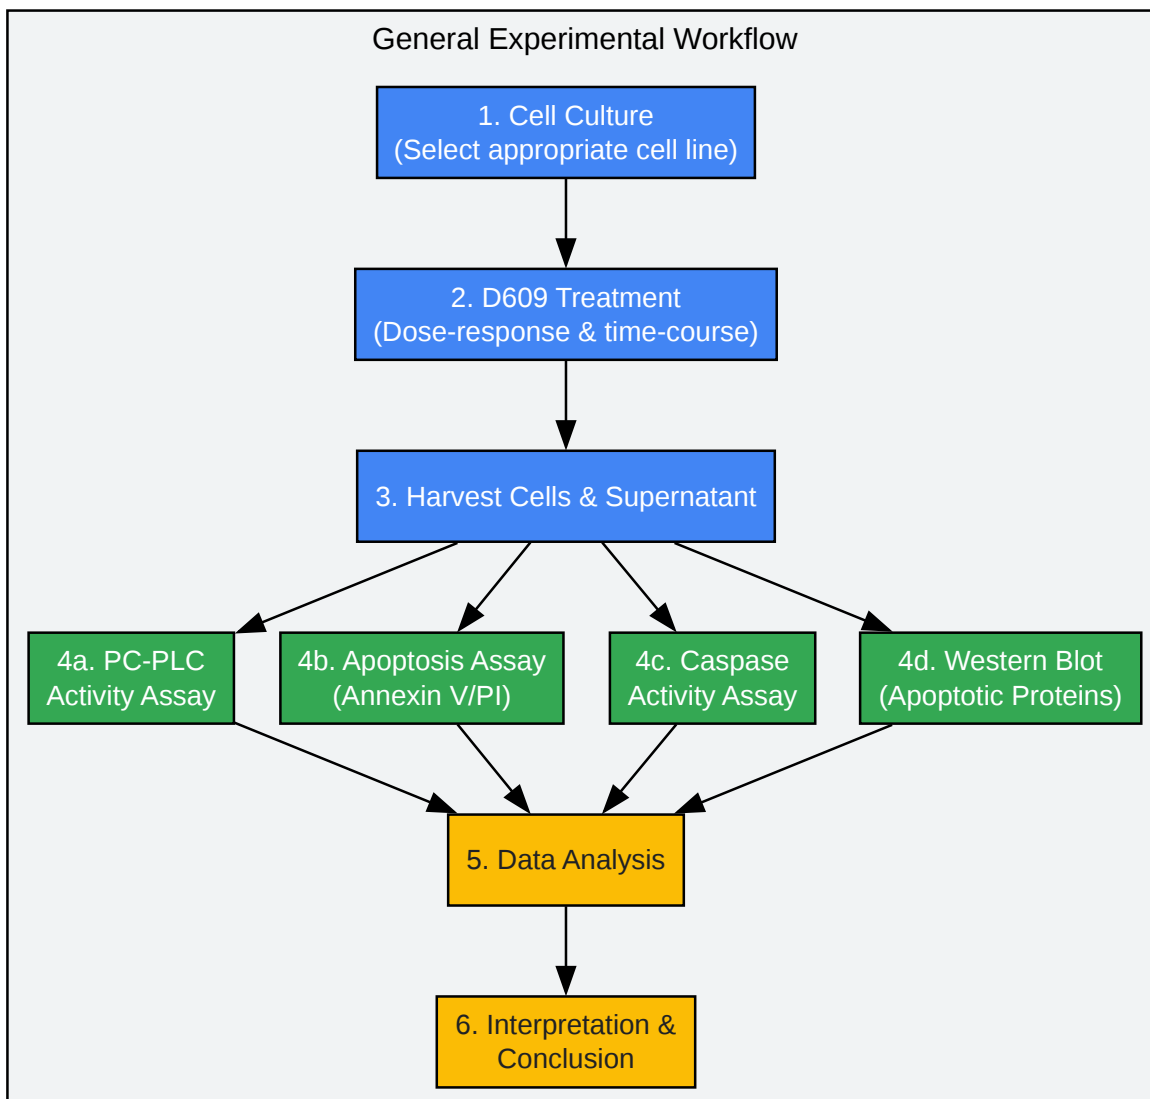 General Experimental Workflow
1. Cell Culture
(Select appropriate cell line)
2. D609 Treatment
(Dose-response & time-course)
3. Harvest Cells & Supernatant
4a. PC-PLC
Activity Assay
4b. Apoptosis Assay
(Annexin V/PI)
4c. Caspase
Activity Assay
4d. Western Blot
(Apoptotic Proteins)
5. Data Analysis
6. Interpretation &
Conclusion